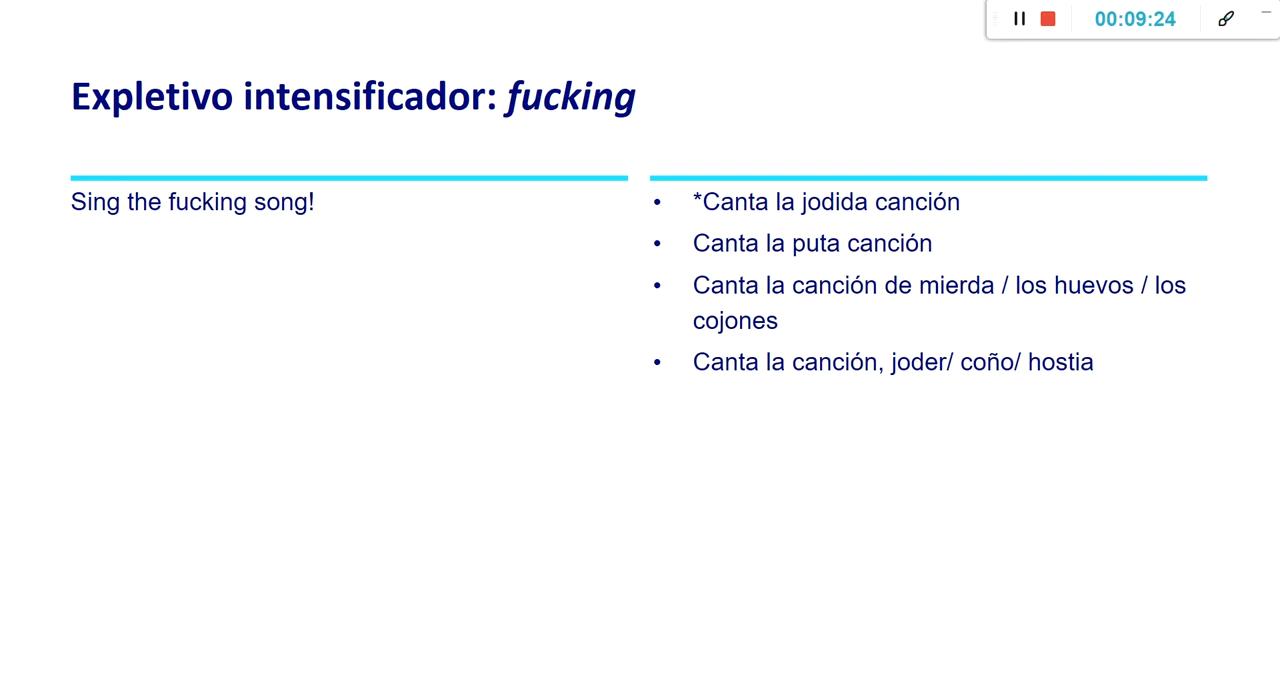 00:09:24
Expletivo intensificador: fucking
Sing the fucking song!
• *Canta la jodida canción
• Canta la puta canción
• Canta la canción de mierda / los huevos / los
cojones
• Canta la canción, joder/ coño/ hostia